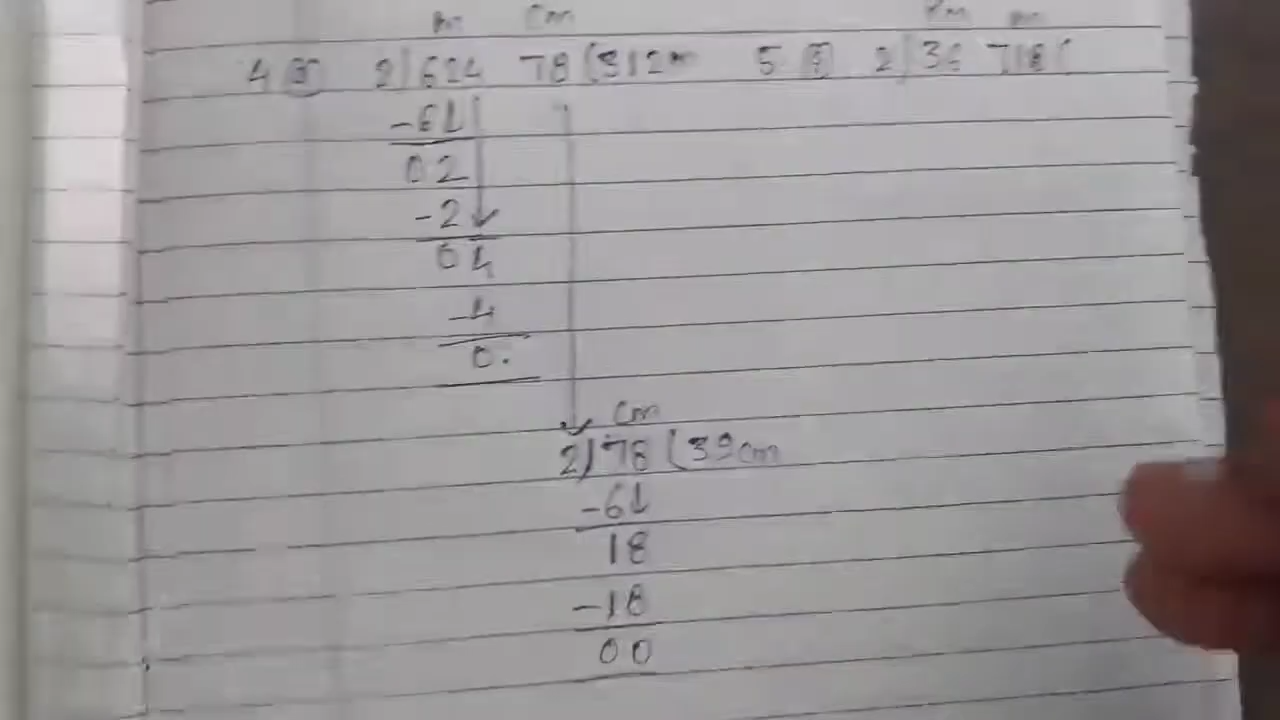 m cm
4 2)624 78(312m
-6↓
02
-2
04
-4
0.
cm
2)78(39cm
-6↓
18
-18
00
m
5 2)36 718(